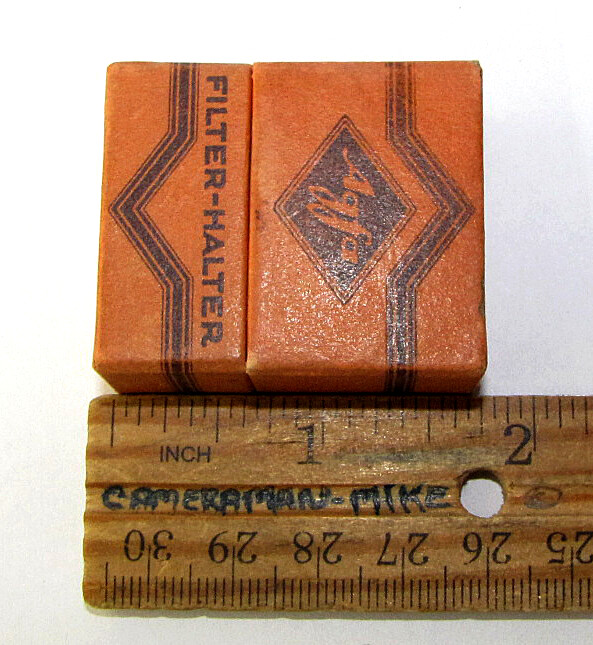 FILTER-HALTER
Agfa
1 2
INCH
CAMERAMAN-MIKE
30 29 28 27 26 25